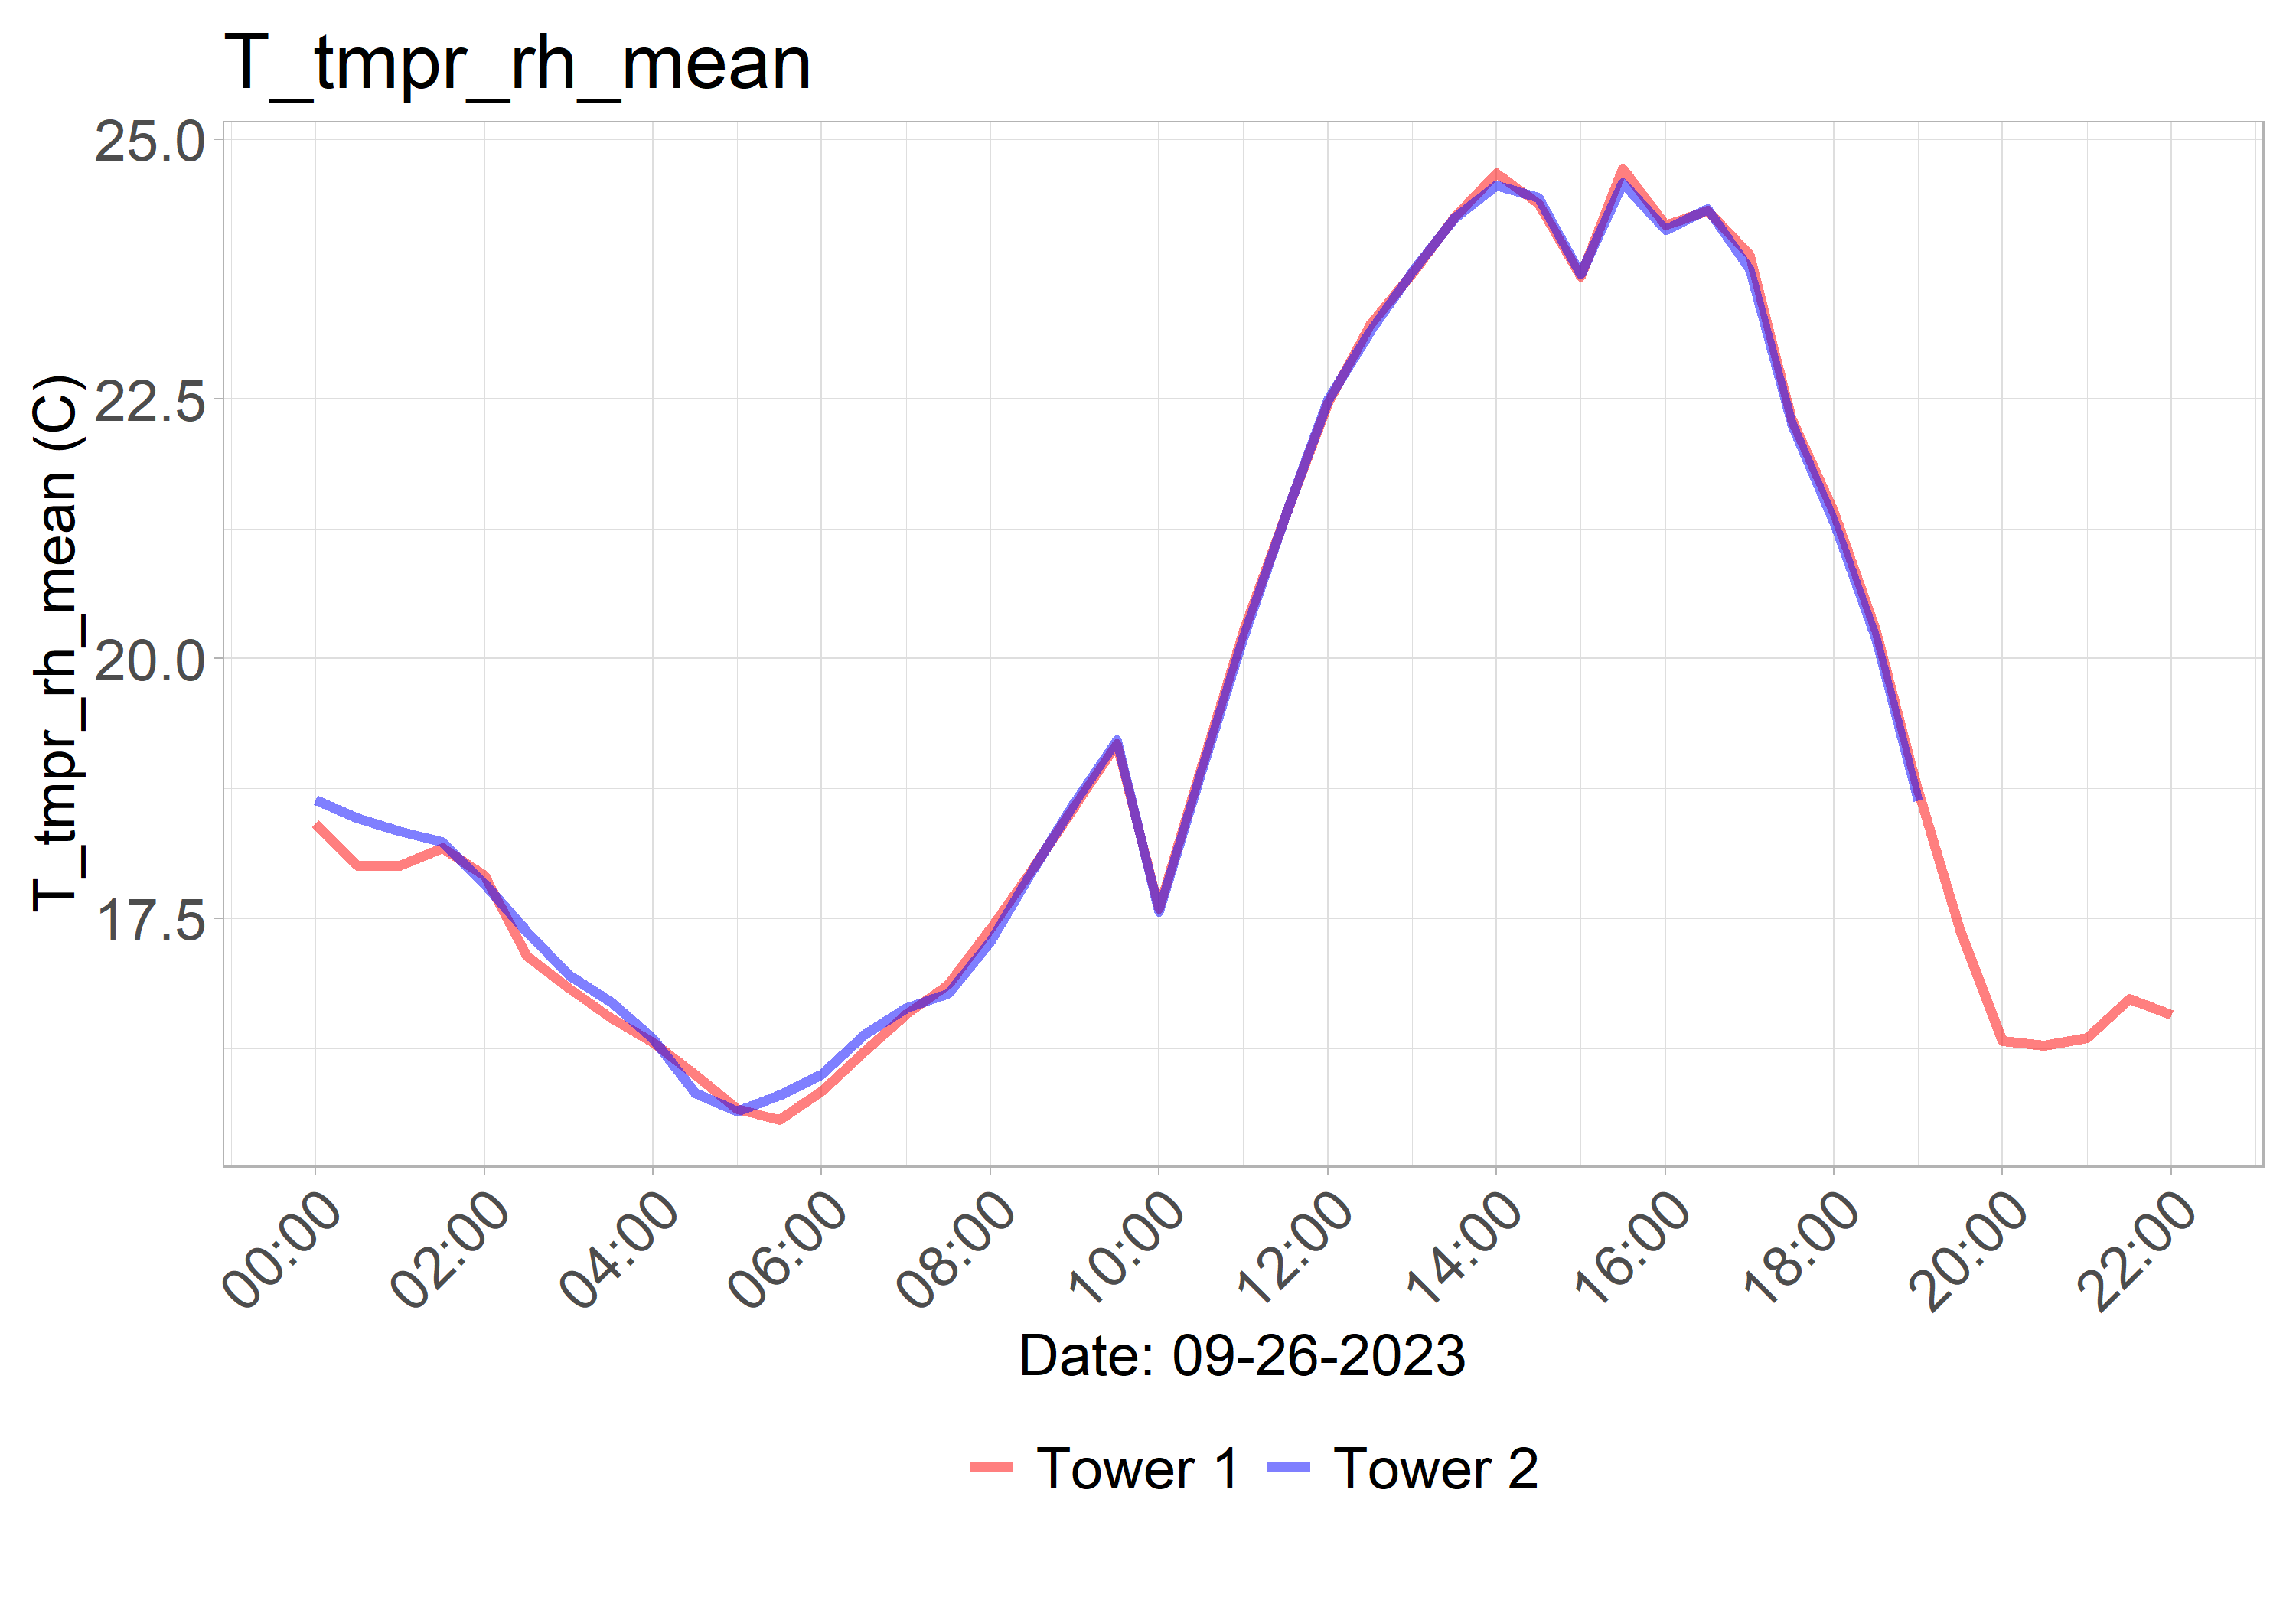 T_tmpr_rh_mean
T_tmpr_rh_mean (C)
25.0
22.5
20.0
17.5
00:00 02:00 04:00 06:00 08:00 10:00 12:00 14:00 16:00 18:00 20:00 22:00
Date: 09-26-2023
Tower 1 Tower 2